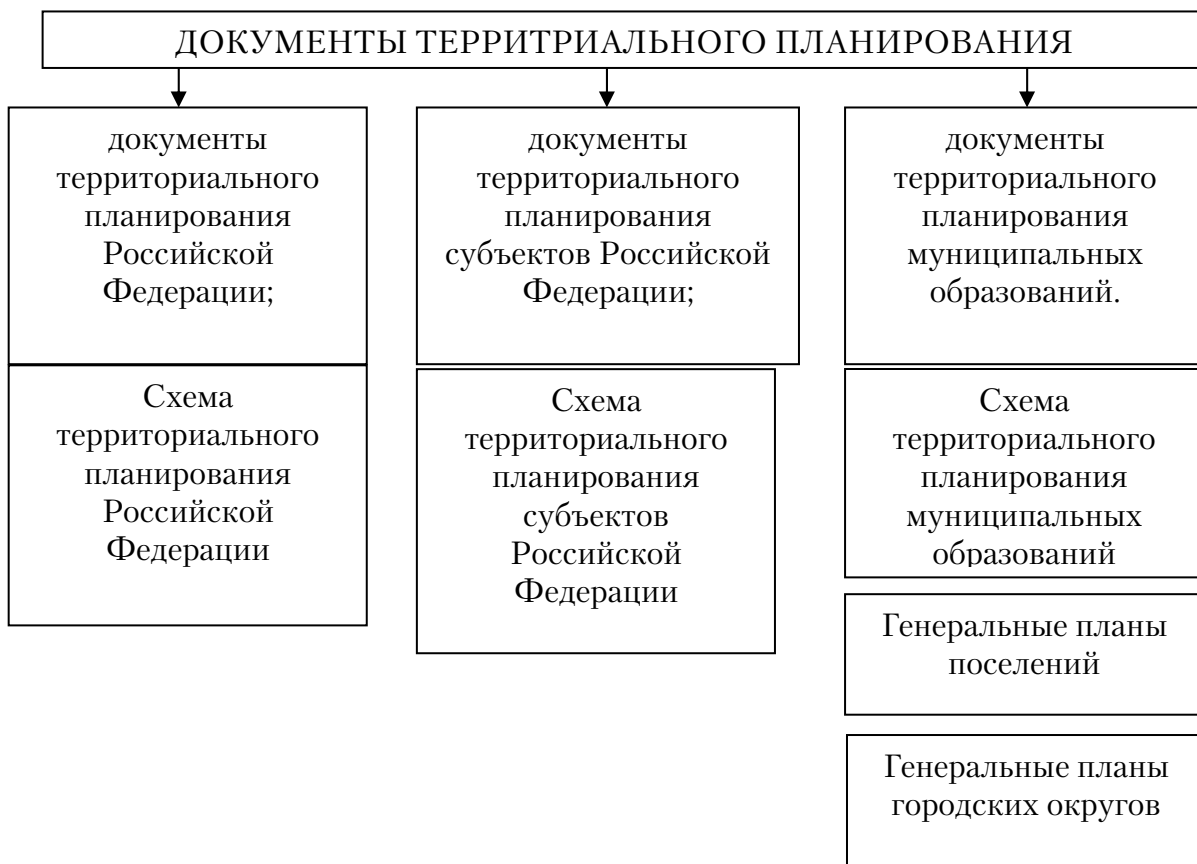 ДОКУМЕНТЫ ТЕРРИТРИАЛЬНОГО ПЛАНИРОВАНИЯ
документы
территориального
планирования
Российской
Федерации;
документы
территориального
планирования
субъектов Российской
Федерации;
документы
территориального
планирования
муниципальных
образований.
Схема
территориального
планирования
Российской
Федерации
Схема
территориального
планирования
субъектов
Российской
Федерации
Схема
территориального
планирования
муниципальных
образований
Генеральные планы
поселений
Генеральные планы
городских округов